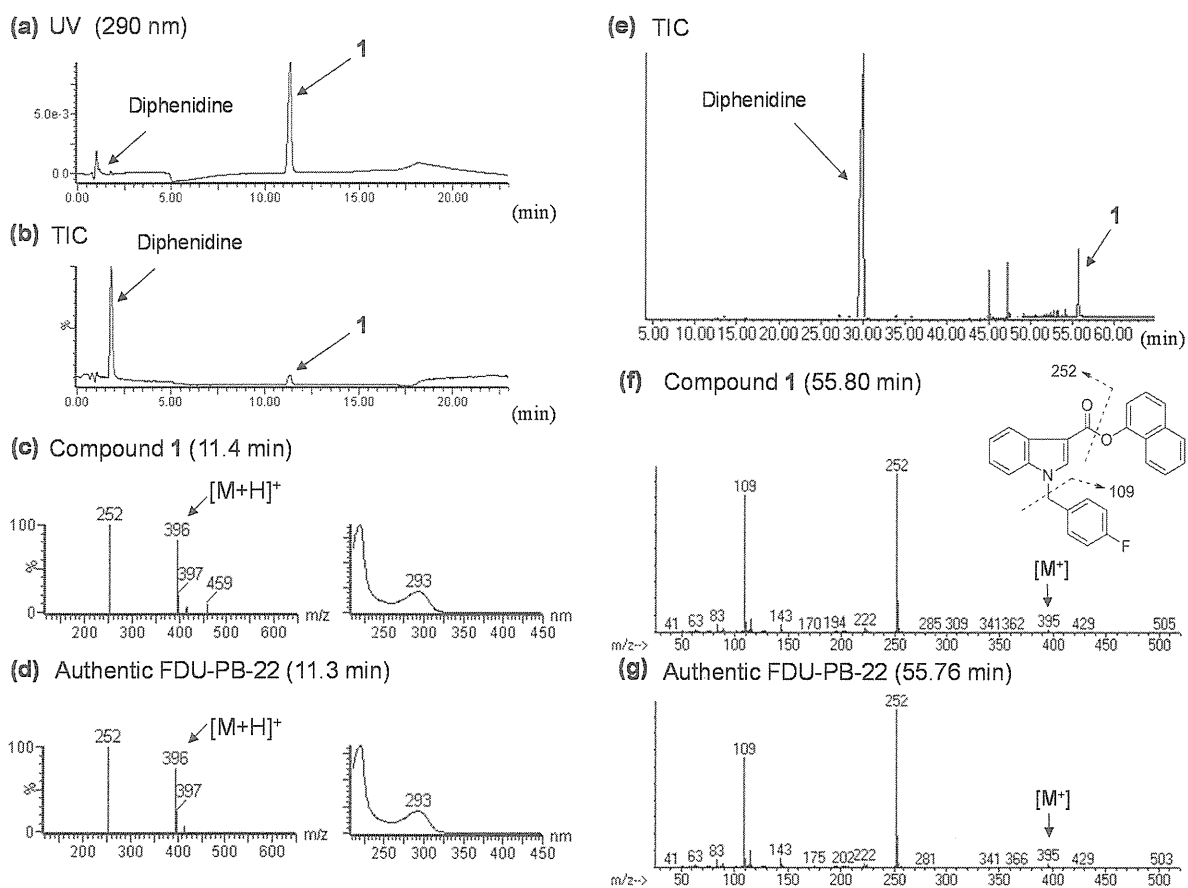 (a) UV (290 nm)
1
Diphenidine
5.0e-3
0.0
0.00 5.00 10.00 15.00 20.00
(min)
(b) TIC
Diphenidine
1
%
0.00 5.00 10.00 15.00 20.00
(min)
(c) Compound 1 (11.4 min)
[M+H]+
252
396
397
459
100
%
0
200 300 400 500 600 m/z
293
250 300 350 400 450 nm
(d) Authentic FDU-PB-22 (11.3 min)
[M+H]+
252
396
397
100
%
0
200 300 400 500 600 m/z
293
250 300 350 400 450 nm
(e) TIC
Diphenidine
1
5.00 10.00 15.00 20.00 25.00 30.00 35.00 40.00 45.00 50.00 55.00 60.00 (min)
(f) Compound 1 (55.80 min)
252
O
O
N
109
F
252
109
[M+]
41 63 83 143 170 194 222 285 309 341 362 395 429 505
m/z-->
50 100 150 200 250 300 350 400 450 500
(g) Authentic FDU-PB-22 (55.76 min)
252
109
[M+]
41 63 83 143 175 202 222 281 341 366 395 429 503
m/z-->
50 100 150 200 250 300 350 400 450 500